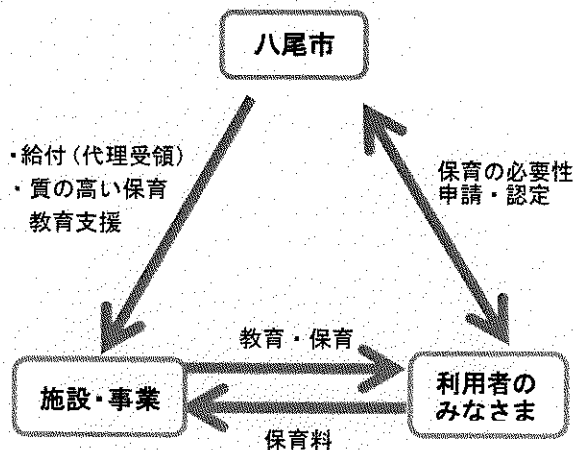 八尾市
・給付(代理受領)
・質の高い保育
教育支援
保育の必要性
申請・認定
教育・保育
施設・事業
利用者の
みなさま
保育料